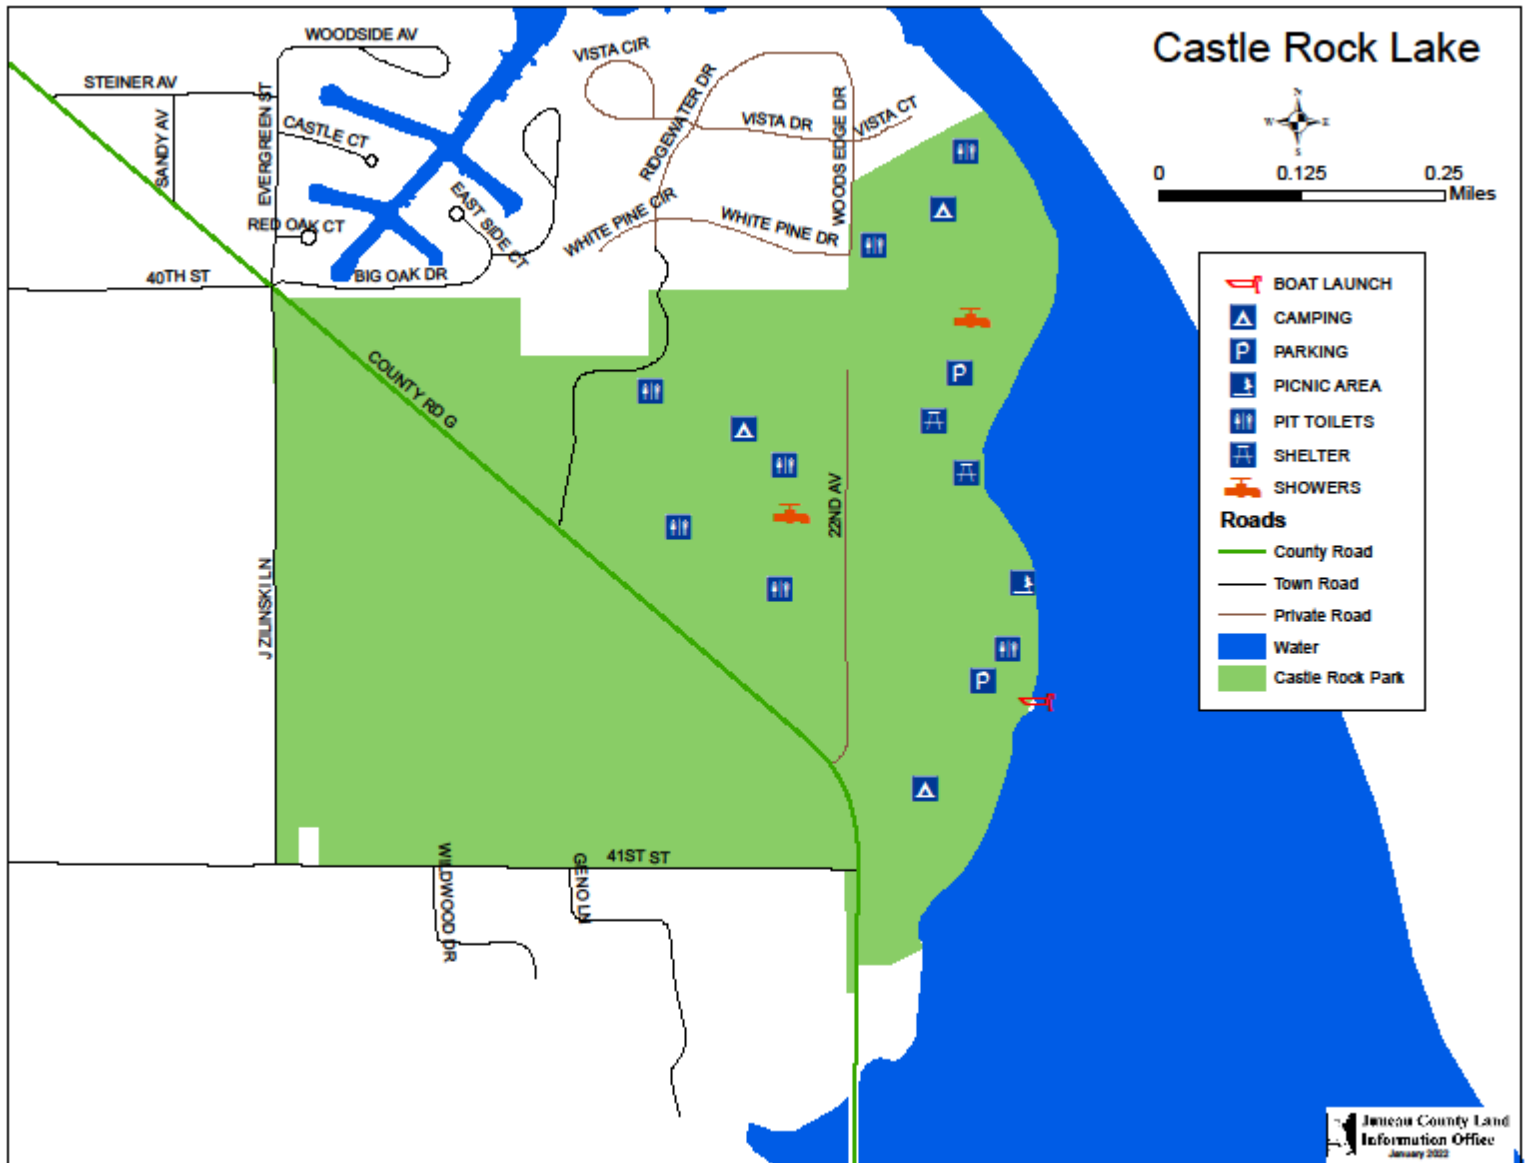 Castle Rock Lake
N
W
E
S
0
0.125
0.25
Miles
BOAT LAUNCH
CAMPING
P
PARKING
PICNIC AREA
PIT TOILETS
SHELTER
SHOWERS
Roads
County Road
Town Road
Private Road
Water
Castle Rock Park
WOODSIDE AV
STEINER AV
SANDY AV
EVERGREEN ST
CASTLE CT
RED OAK CT
EAST SIDE CT
BIG OAK DR
40TH ST
VISTA CIR
RIDGEWATER DR
VISTA DR
WOODS EDGE DR
VISTA CT
WHITE PINE CIR
WHITE PINE DR
COUNTY RD G
P
22ND AV
J ZILINSKI LN
P
41ST ST
WILDWOOD DR
GENO LN
Juneau County Land
Information Office
January 2022